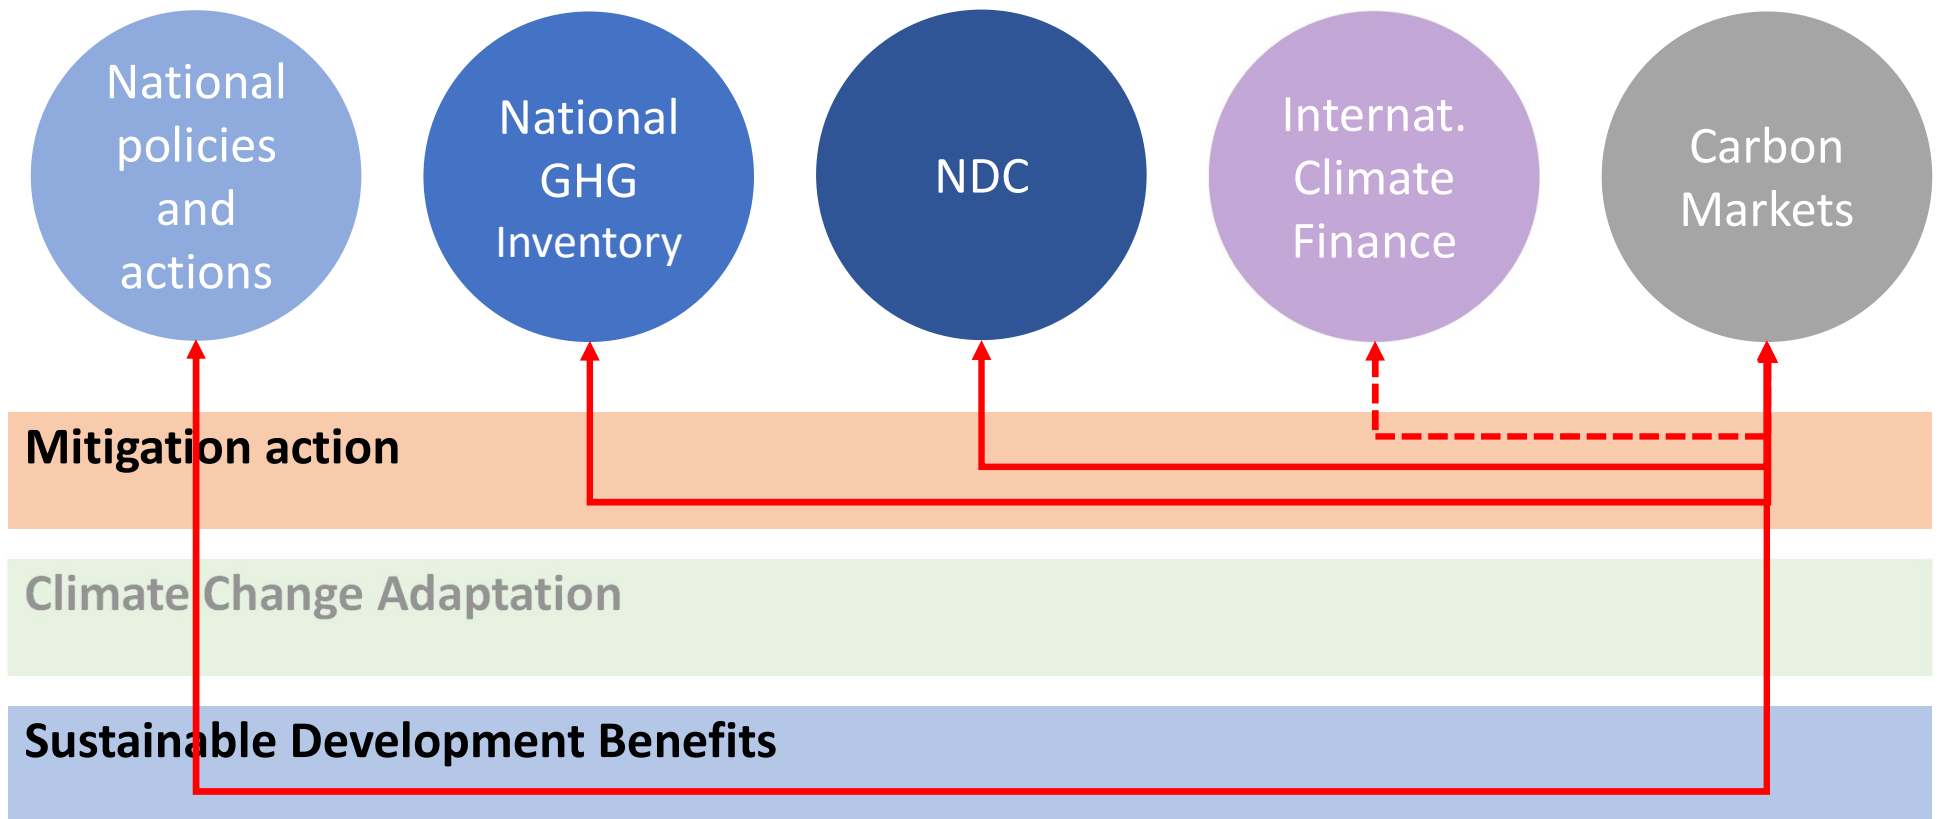 National
policies
and
actions
National
GHG
Inventory
NDC
Internat.
Climate
Finance
Carbon
Markets
Mitigation action
Climate Change Adaptation
Sustainable Development Benefits